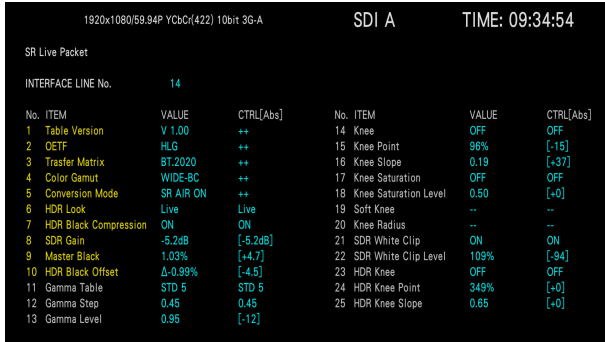 1920x1080/59.94P YCbCr(422) 10bit 3G-A SDI A TIME: 09:34:54
SR Live Packet
INTERFACE LINE No. 14
No. ITEM VALUE CTRL[Abs] No. ITEM VALUE CTRL[Abs]
1 Table Version V 1.00 ++ 14 Knee OFF OFF
2 OETF HLG ++ 15 Knee Point 96% [-15]
3 Trasfer Matrix BT.2020 ++ 16 Knee Slope 0.19 [+37]
4 Color Gamut WIDE-BC ++ 17 Knee Saturation OFF OFF
5 Conversion Mode SR AIR ON ++ 18 Knee Saturation Level 0.50 [+0]
6 HDR Look Live Live 19 Soft Knee -- --
7 HDR Black Compression ON ON 20 Knee Radius -- --
8 SDR Gain -5.2dB [-5.2dB] 21 SDR White Clip ON ON
9 Master Black 1.03% [+4.7] 22 SDR White Clip Level 109% [-94]
10 HDR Black Offset Δ-0.99% [-4.5] 23 HDR Knee OFF OFF
11 Gamma Table STD 5 STD 5 24 HDR Knee Point 349% [+0]
12 Gamma Step 0.45 0.45 25 HDR Knee Slope 0.65 [+0]
13 Gamma Level 0.95 [-12]